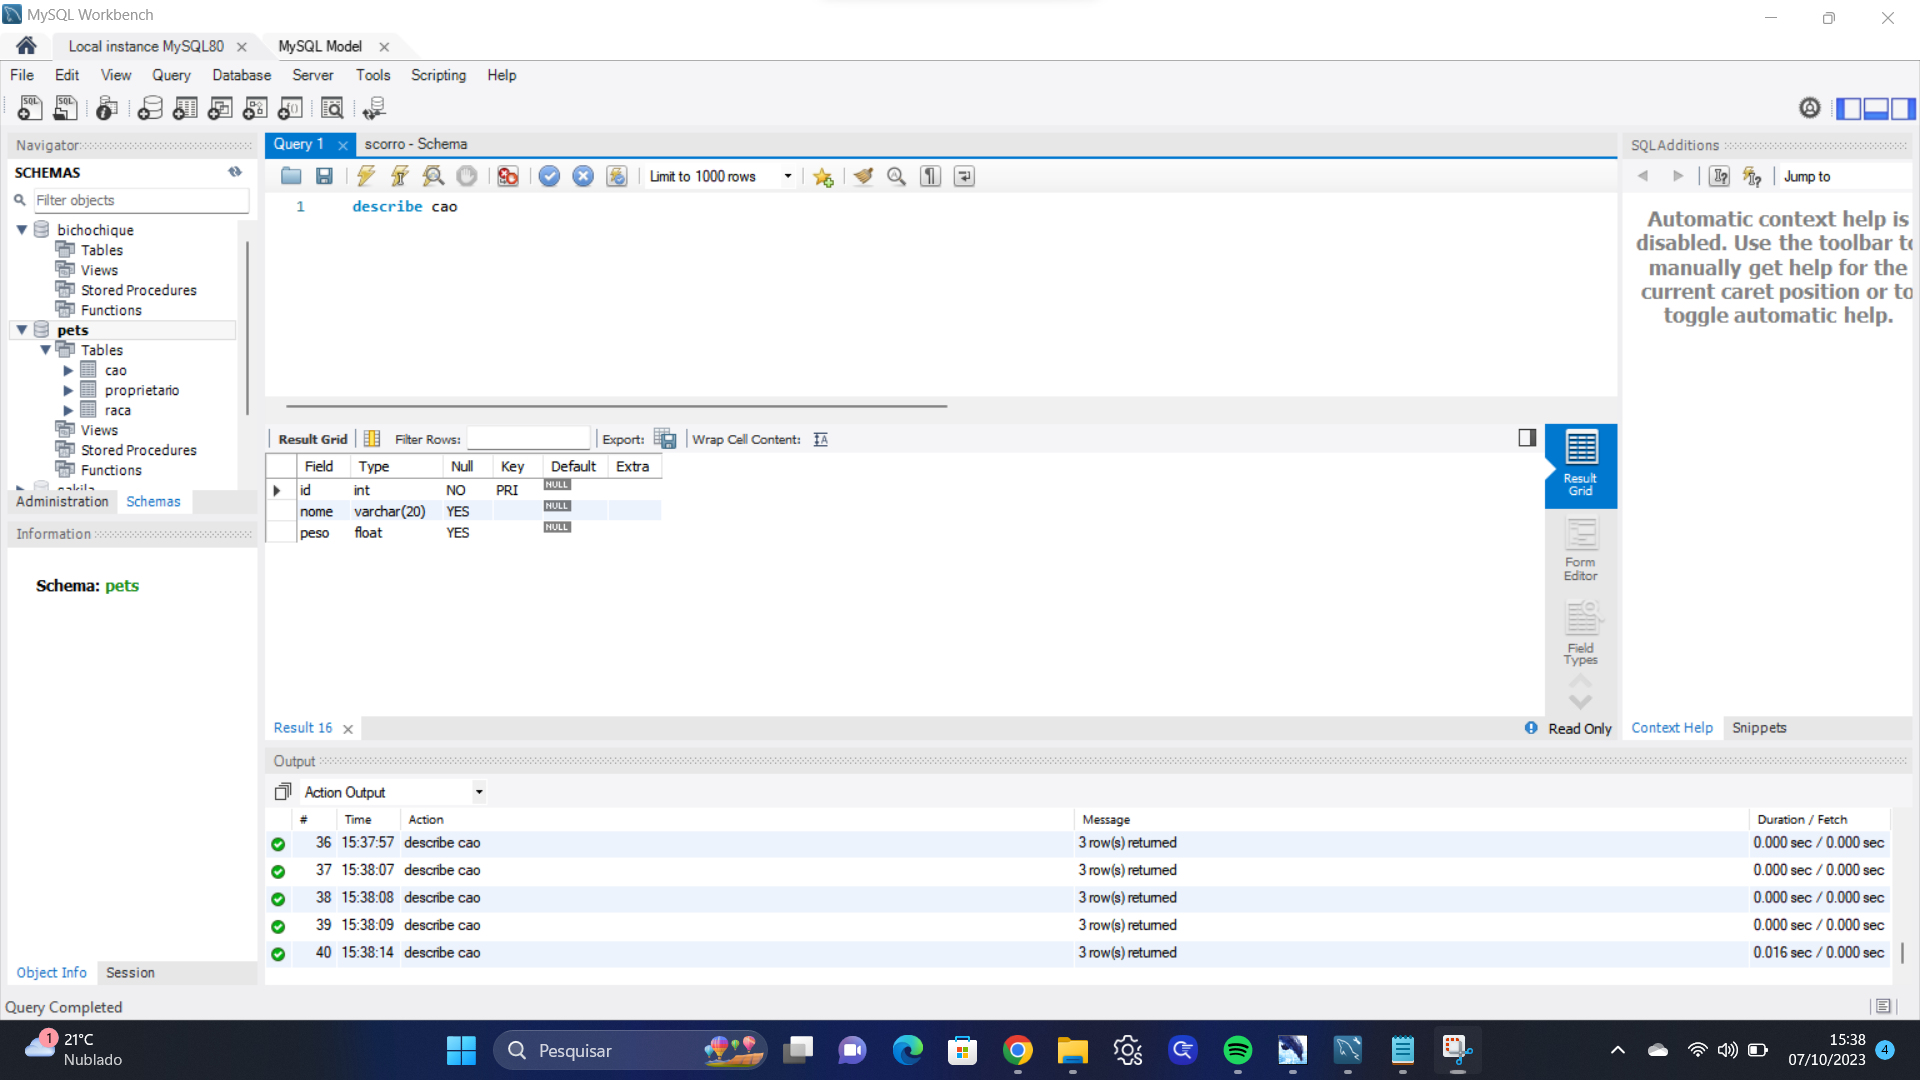 MySQL Workbench
Local instance MySQL80
MySQL Model
File Edit View Query Database Server Tools Scripting Help
Navigator
SCHEMAS
Filter objects
bichochique
Tables
Views
Stored Procedures
Functions
pets
Tables
cao
proprietario
raca
Views
Stored Procedures
Functions
Administration Schemas
Information
Schema: pets
Object Info Session
Query 1
scorro - Schema
Limit to 1000 rows
1 describe cao
Result Grid Filter Rows: Export: Wrap Cell Content:
Field Type Null Key Default Extra
id int NO PRI NULL
nome varchar(20) YES NULL
peso float YES NULL
Result Grid
Form Editor
Field Types
Result 16
Read Only
SQLAdditions
Jump to
Automatic context help is
disabled. Use the toolbar to
manually get help for the
current caret position or to
toggle automatic help.
Context Help Snippets
Output
Action Output
# Time Action Message Duration / Fetch
36 15:37:57 describe cao 3 row(s) returned 0.000 sec / 0.000 sec
37 15:38:07 describe cao 3 row(s) returned 0.000 sec / 0.000 sec
38 15:38:08 describe cao 3 row(s) returned 0.000 sec / 0.000 sec
39 15:38:09 describe cao 3 row(s) returned 0.000 sec / 0.000 sec
40 15:38:14 describe cao 3 row(s) returned 0.016 sec / 0.000 sec
Query Completed
1
21°C
Nublado
Pesquisar
15:38
07/10/2023
4